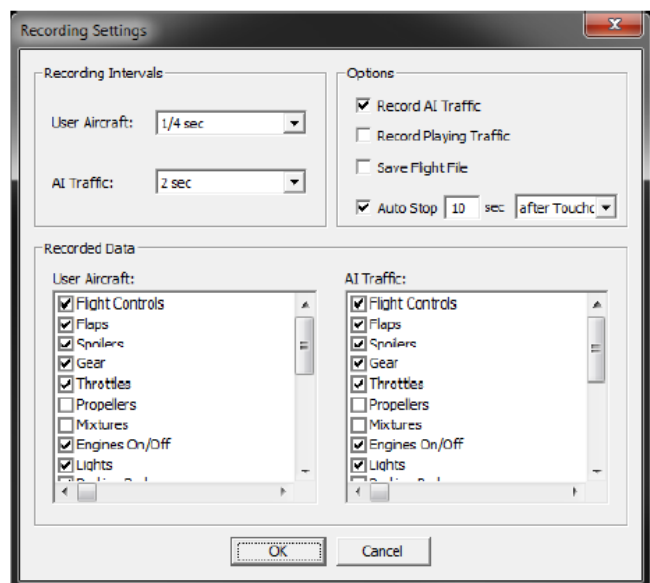 Recording Settings
Recording Intervals
User Aircraft: 1/4 sec
AI Traffic: 2 sec
Options
Record AI Traffic
Record Playing Traffic
Save Flight File
Auto Stop 10 sec after Touchc
Recorded Data
User Aircraft:
Flight Controls
Flaps
Spoilers
Gear
Throttles
Propellers
Mixtures
Engines On/Off
Lights
AI Traffic:
Flight Controls
Flaps
Spoilers
Gear
Throttles
Propellers
Mixtures
Engines On/Off
Lights
OK Cancel